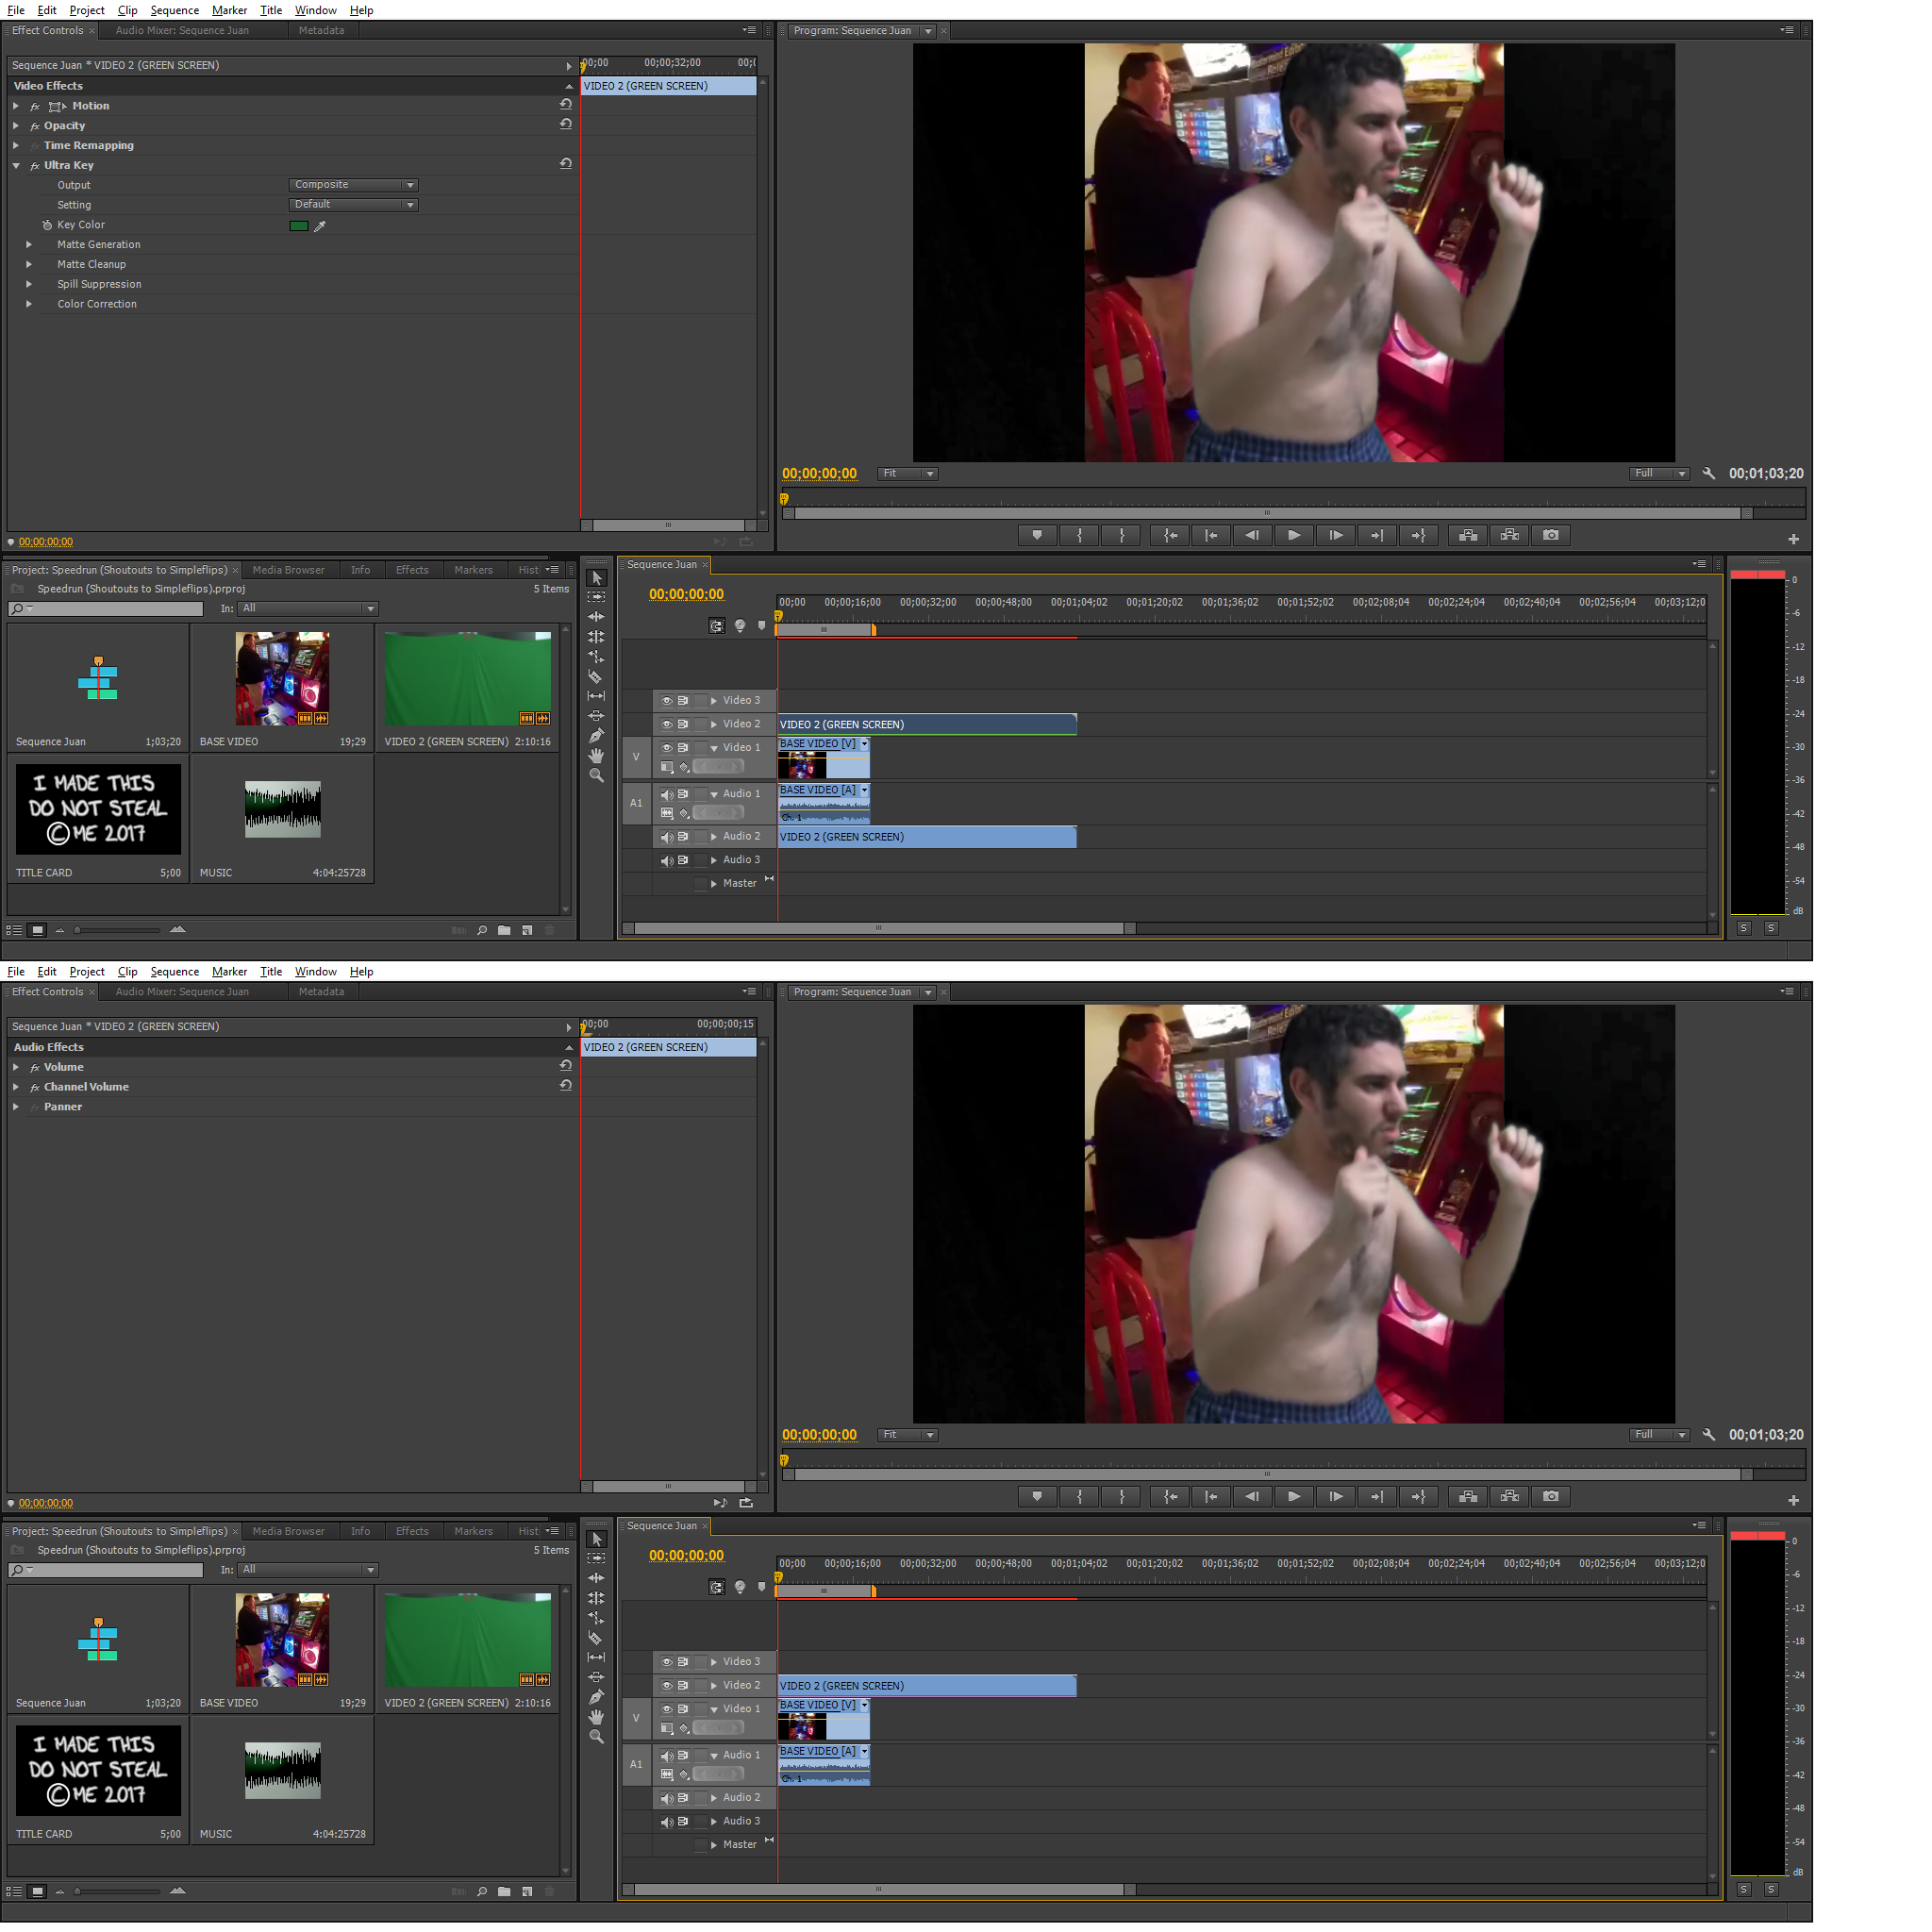 File Edit Project Clip Sequence Marker Title Window Help
Effect Controls × Audio Mixer: Sequence Juan Metadata
Program: Sequence Juan ×
Sequence Juan * VIDEO 2 (GREEN SCREEN)
00;00 00;00;32;00
Video Effects
VIDEO 2 (GREEN SCREEN)
fx Motion
fx Opacity
Time Remapping
fx Ultra Key
Output Composite
Setting Default
Key Color
Matte Generation
Matte Cleanup
Spill Suppression
Color Correction
00;00;00;00
00;00;00;00 Fit Full 00;01;03;20
Project: Speedrun (Shoutouts to Simpleflips) × Media Browser Info Effects Markers Hist
Speedrun (Shoutouts to Simpleflips).prproj 5 Items
In: All
Sequence Juan 1;03;20
BASE VIDEO 19;29
VIDEO 2 (GREEN SCREEN) 2:10:16
I MADE THIS
DO NOT STEAL
© ME 2017
TITLE CARD 5;00
MUSIC 4:04:25728
Sequence Juan ×
00;00;00;00
00;00 00;00;16;00 00;00;32;00 00;00;48;00 00;01;04;02 00;01;20;02 00;01;36;02 00;01;52;02 00;02;08;04 00;02;24;04 00;02;40;04 00;02;56;04 00;03;12;0
Video 3
Video 2 VIDEO 2 (GREEN SCREEN)
V Video 1 BASE VIDEO [V]
A1 Audio 1 BASE VIDEO [A]
Ch. 1
Audio 2 VIDEO 2 (GREEN SCREEN)
Audio 3
Master
0
-6
-12
-18
-24
-30
-36
-42
-48
-54
dB
S S
File Edit Project Clip Sequence Marker Title Window Help
Effect Controls × Audio Mixer: Sequence Juan Metadata
Program: Sequence Juan ×
Sequence Juan * VIDEO 2 (GREEN SCREEN)
00;00 00;00;00;15
Audio Effects
VIDEO 2 (GREEN SCREEN)
fx Volume
fx Channel Volume
Panner
00;00;00;00
00;00;00;00 Fit Full 00;01;03;20
Project: Speedrun (Shoutouts to Simpleflips) × Media Browser Info Effects Markers Hist
Speedrun (Shoutouts to Simpleflips).prproj 5 Items
In: All
Sequence Juan 1;03;20
BASE VIDEO 19;29
VIDEO 2 (GREEN SCREEN) 2:10:16
I MADE THIS
DO NOT STEAL
© ME 2017
TITLE CARD 5;00
MUSIC 4:04:25728
Sequence Juan ×
00;00;00;00
00;00 00;00;16;00 00;00;32;00 00;00;48;00 00;01;04;02 00;01;20;02 00;01;36;02 00;01;52;02 00;02;08;04 00;02;24;04 00;02;40;04 00;02;56;04 00;03;12;0
Video 3
Video 2 VIDEO 2 (GREEN SCREEN)
V Video 1 BASE VIDEO [V]
A1 Audio 1 BASE VIDEO [A]
Ch. 1
Audio 2
Audio 3
Master
0
-6
-12
-18
-24
-30
-36
-42
-48
-54
dB
S S